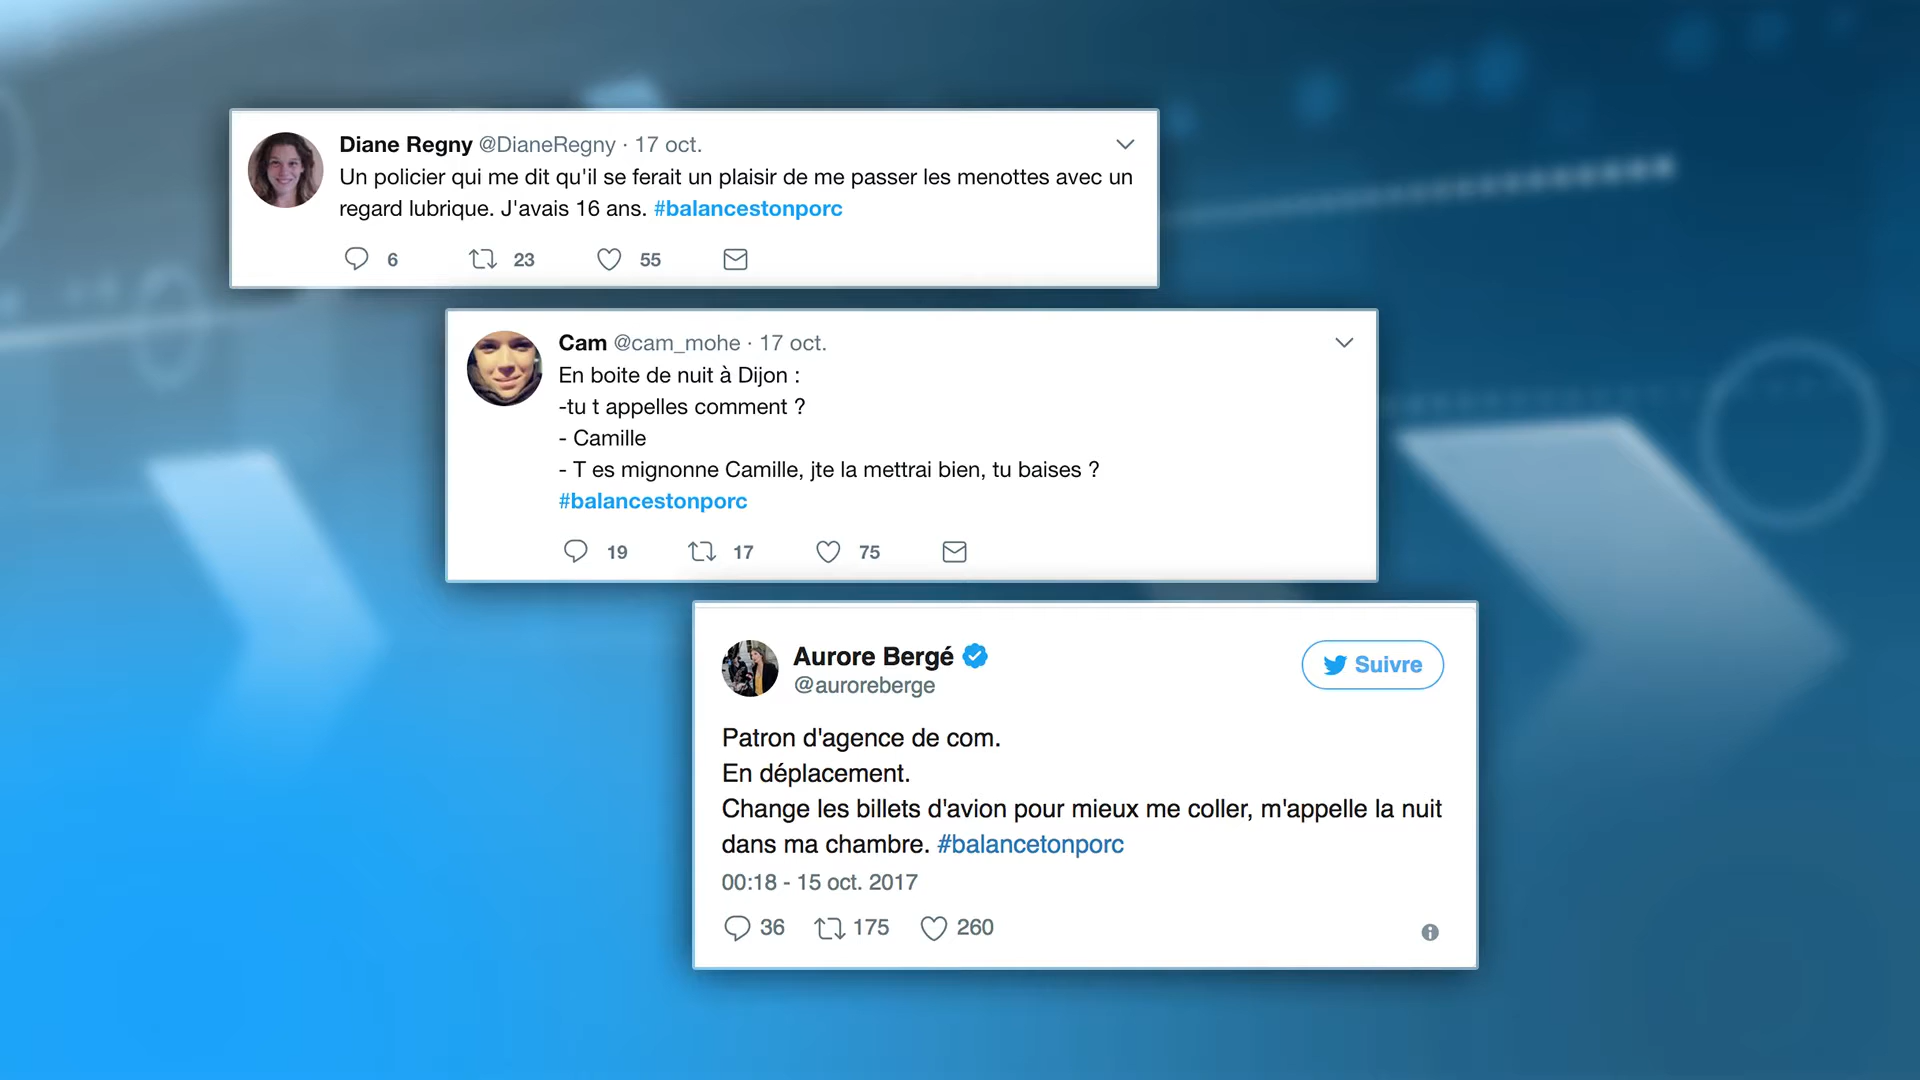 Diane Regny @DianeRegny · 17 oct.
Un policier qui me dit qu'il se ferait un plaisir de me passer les menottes avec un
regard lubrique. J'avais 16 ans. #balancestonporc
6 23 55
Cam @cam_mohe · 17 oct.
En boite de nuit à Dijon :
-tu t appelles comment ?
- Camille
- T es mignonne Camille, jte la mettrai bien, tu baises ?
#balancestonporc
19 17 75
Aurore Bergé
@auroreberge
Suivre
Patron d'agence de com.
En déplacement.
Change les billets d'avion pour mieux me coller, m'appelle la nuit
dans ma chambre. #balancetonporc
00:18 - 15 oct. 2017
36 175 260